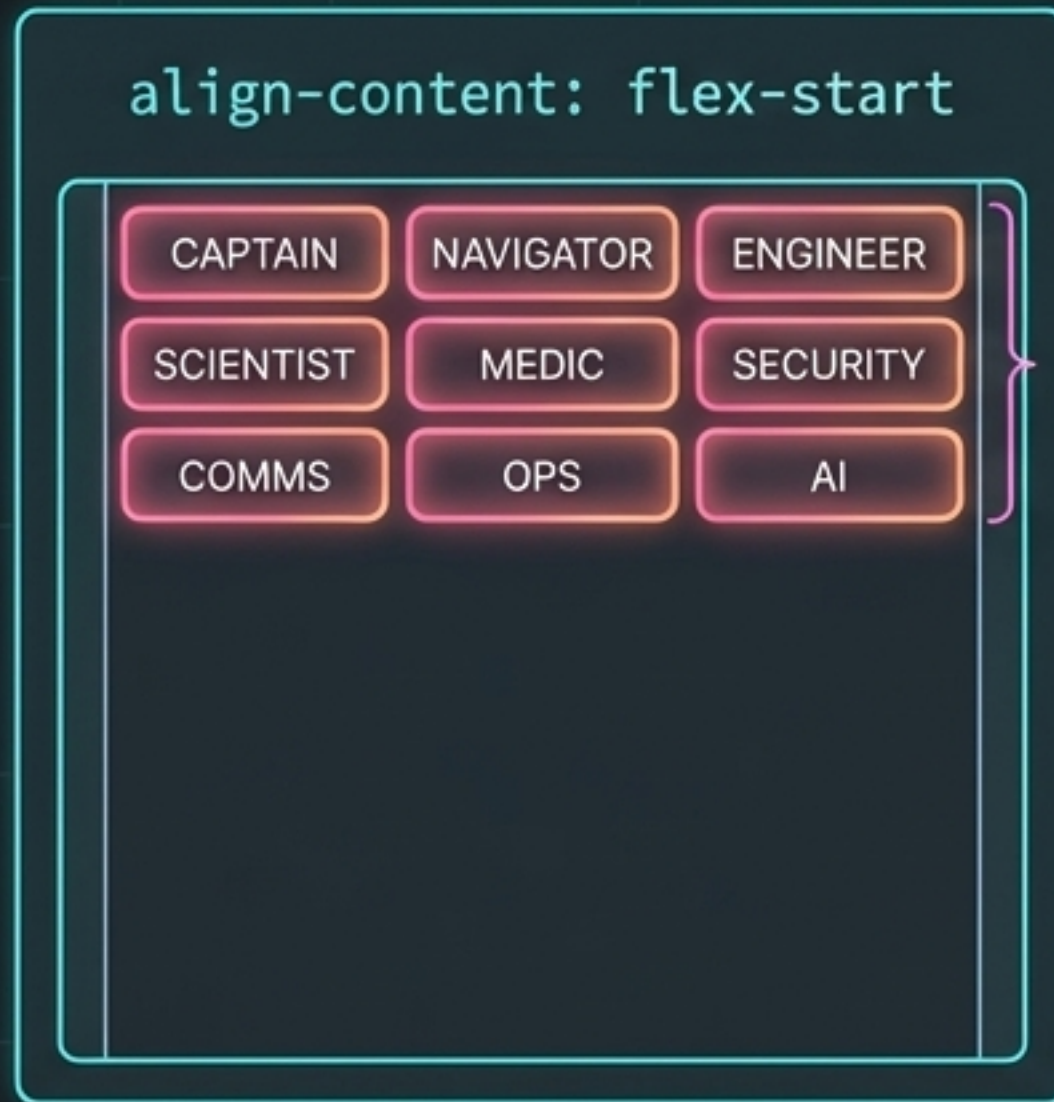 align-content: flex-start
CAPTAIN NAVIGATOR ENGINEER
SCIENTIST MEDIC SECURITY
COMMS OPS AI